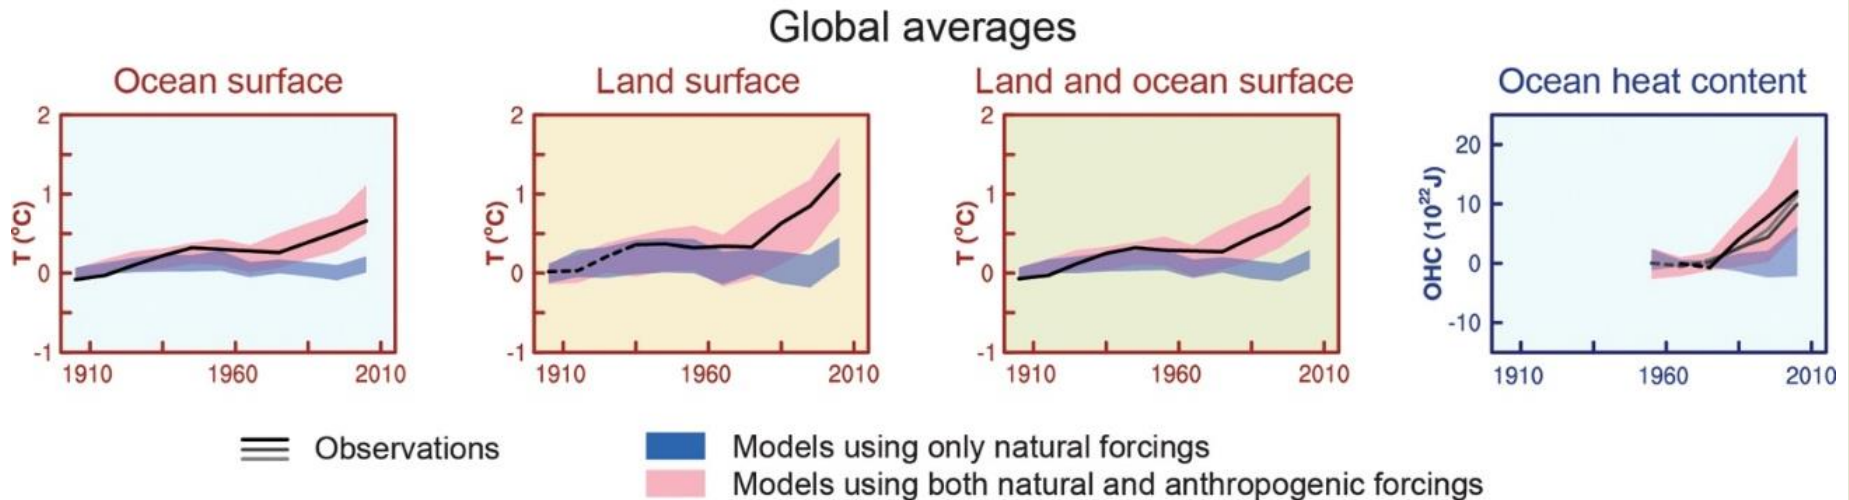 Global averages
Ocean surface
Land surface
Land and ocean surface
Ocean heat content
T (°C)
2
1
0
-1
1910
1960
2010
T (°C)
2
1
0
-1
1910
1960
2010
T (°C)
2
1
0
-1
1910
1960
2010
OHC (10²²J)
20
10
0
-10
1910
1960
2010
Observations
Models using only natural forcings
Models using both natural and anthropogenic forcings